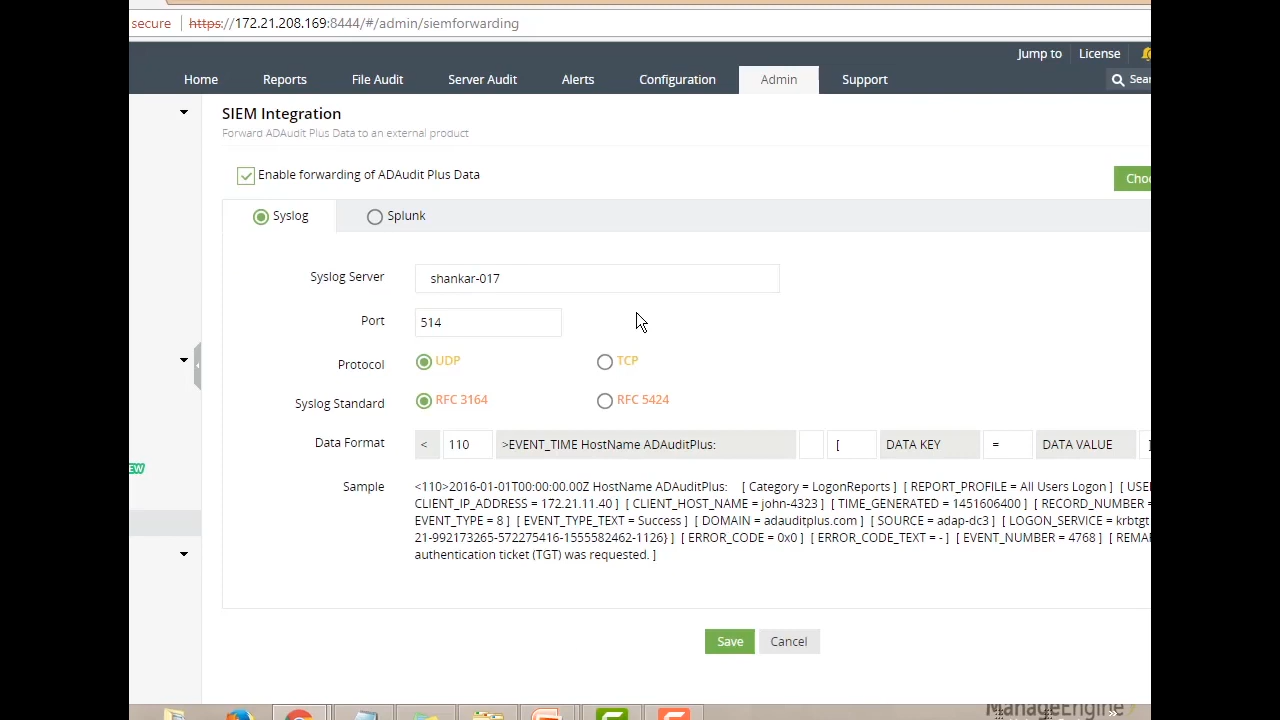 secure | https://172.21.208.169:8444/#/admin/siemforwarding
Jump to License
Home Reports File Audit Server Audit Alerts Configuration Admin Support Sear
SIEM Integration
Forward ADAudit Plus Data to an external product
Enable forwarding of ADAudit Plus Data
Choo
Syslog Splunk
Syslog Server shankar-017
Port 514
Protocol UDP TCP
Syslog Standard RFC 3164 RFC 5424
Data Format < 110 >EVENT_TIME HostName ADAuditPlus: [ DATA KEY = DATA VALUE ]
EW
Sample <110>2016-01-01T00:00:00.00Z HostName ADAuditPlus: [ Category = LogonReports ] [ REPORT_PROFILE = All Users Logon ] [ USE
CLIENT_IP_ADDRESS = 172.21.11.40 ] [ CLIENT_HOST_NAME = john-4323 ] [ TIME_GENERATED = 1451606400 ] [ RECORD_NUMBER =
EVENT_TYPE = 8 ] [ EVENT_TYPE_TEXT = Success ] [ DOMAIN = adauditplus.com ] [ SOURCE = adap-dc3 ] [ LOGON_SERVICE = krbtgt
21-992173265-572275416-1555582462-1126} ] [ ERROR_CODE = 0x0 ] [ ERROR_CODE_TEXT = - ] [ EVENT_NUMBER = 4768 ] [ REMA
authentication ticket (TGT) was requested. ]
Save Cancel
ManageEngine